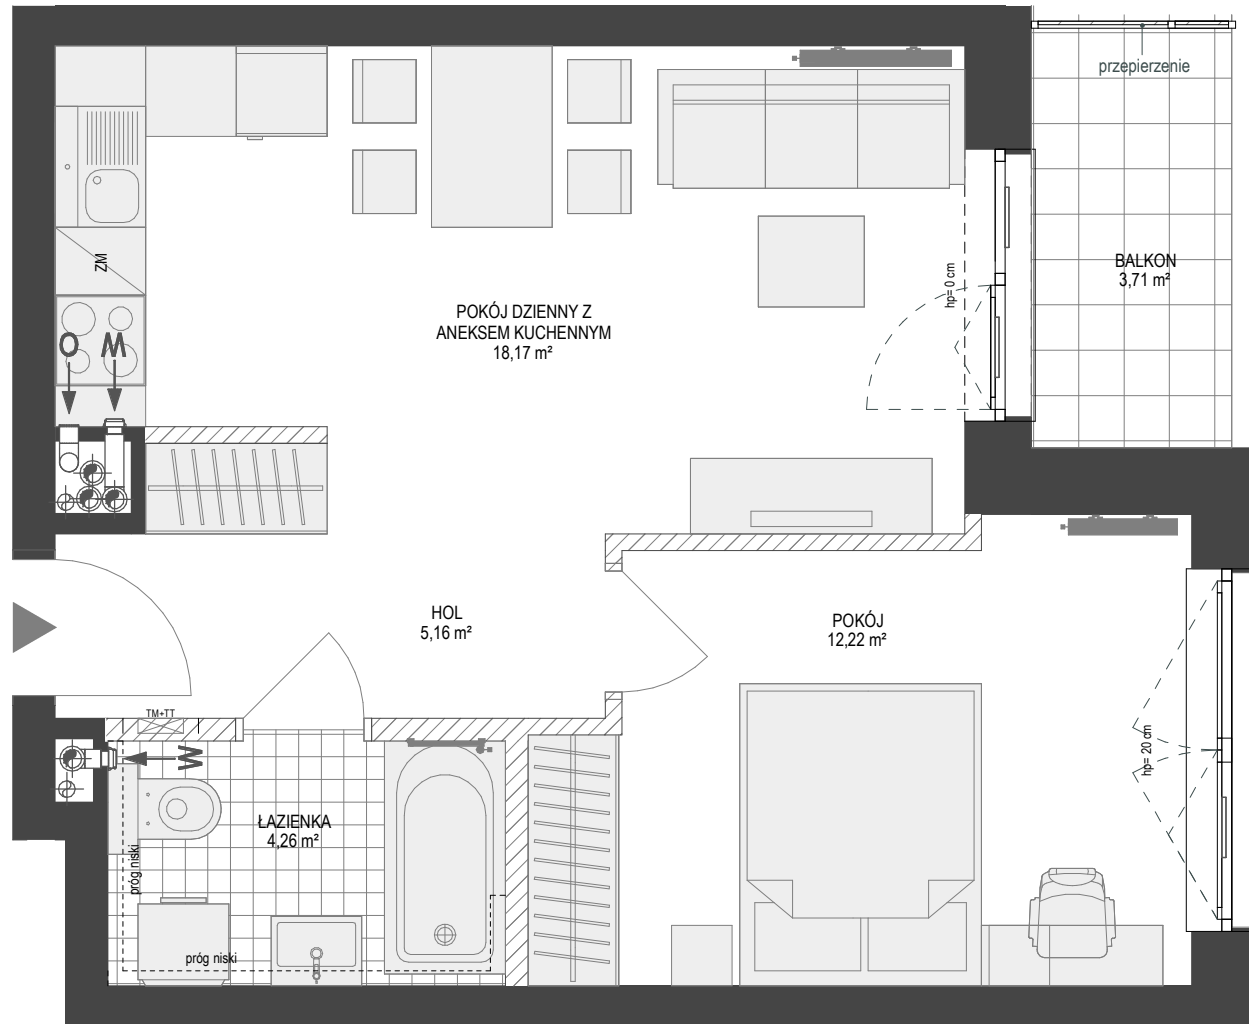 przepierzenie
BALKON
3,71 m²
ZM
hp= 0 cm
POKÓJ DZIENNY Z
ANEKSEM KUCHENNYM
18,17 m²
O
M
HOL
5,16 m²
POKÓJ
12,22 m²
TM+TT
W
hp= 20 cm
ŁAZIENKA
4,26 m²
próg niski
próg niski